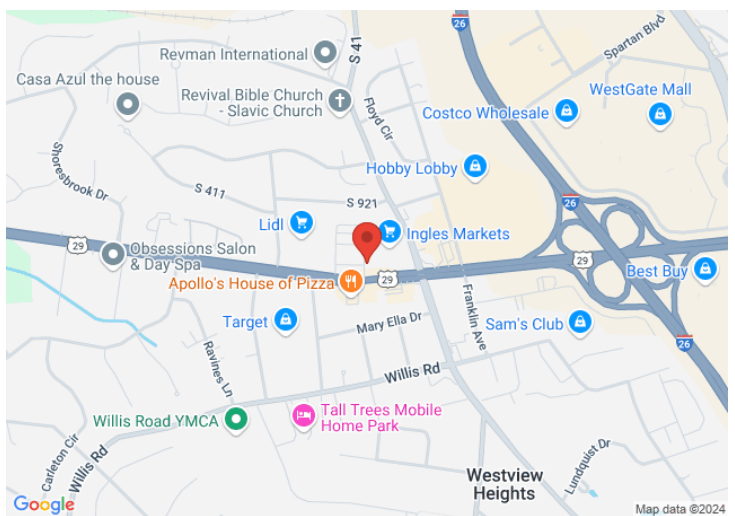 26
Spartan Blvd
Revman International
S 41
WestGate Mall
Casa Azul the house
Revival Bible Church
- Slavic Church
Floyd Cir
Costco Wholesale
Shoresbrook Dr
Hobby Lobby
S 411
S 921
26
Lidl
Ingles Markets
29
Obsessions Salon
& Day Spa
29
Best Buy
Apollo's House of Pizza
29
Target
Mary Ella Dr
Franklin Ave
Sam's Club
26
Ravines Ln
Willis Rd
Willis Road YMCA
Tall Trees Mobile
Home Park
Carleton Cir
Willis Rd
Lundquist Dr
Westview
Heights
Google
Map data ©2024